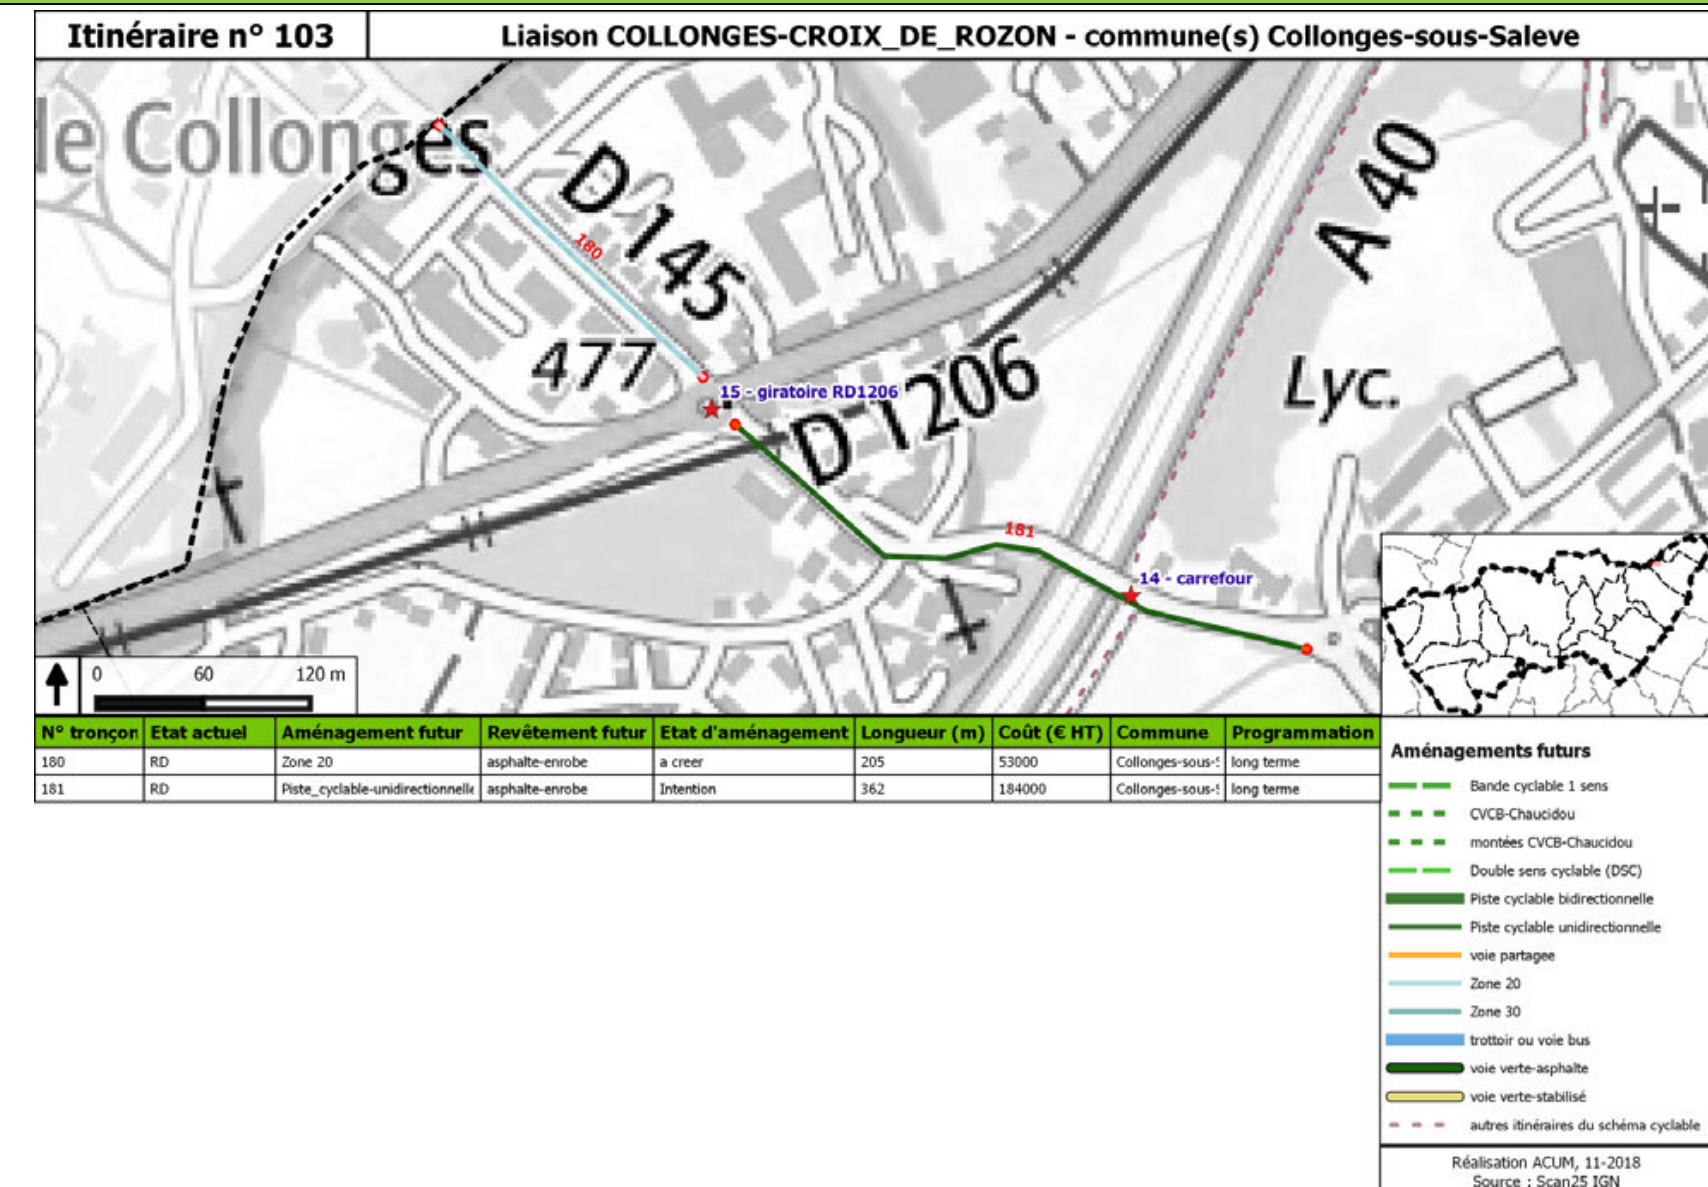 Itinéraire n° 103
Liaison COLLONGES-CROIX_DE_ROZON - commune(s) Collonges-sous-Saleve
de Collonges
D 145
A 40
180
477
15 - giratoire RD1206
D 1206
Lyc.
181
14 - carrefour
0 60 120 m
N° tronçon Etat actuel Aménagement futur Revêtement futur Etat d'aménagement Longueur (m) Coût (€ HT) Commune Programmation
180 RD Zone 20 asphalte-enrobe a creer 205 53000 Collonges-sous- long terme
181 RD Piste_cyclable-unidirectionnelle asphalte-enrobe Intention 362 184000 Collonges-sous- long terme
Aménagements futurs
Bande cyclable 1 sens
CVCB-Chaucidou
montées CVCB-Chaucidou
Double sens cyclable (DSC)
Piste cyclable bidirectionnelle
Piste cyclable unidirectionnelle
voie partagee
Zone 20
Zone 30
trottoir ou voie bus
voie verte-asphalte
voie verte-stabilisé
autres itinéraires du schéma cyclable
Réalisation ACUM, 11-2018
Source : Scan25 IGN